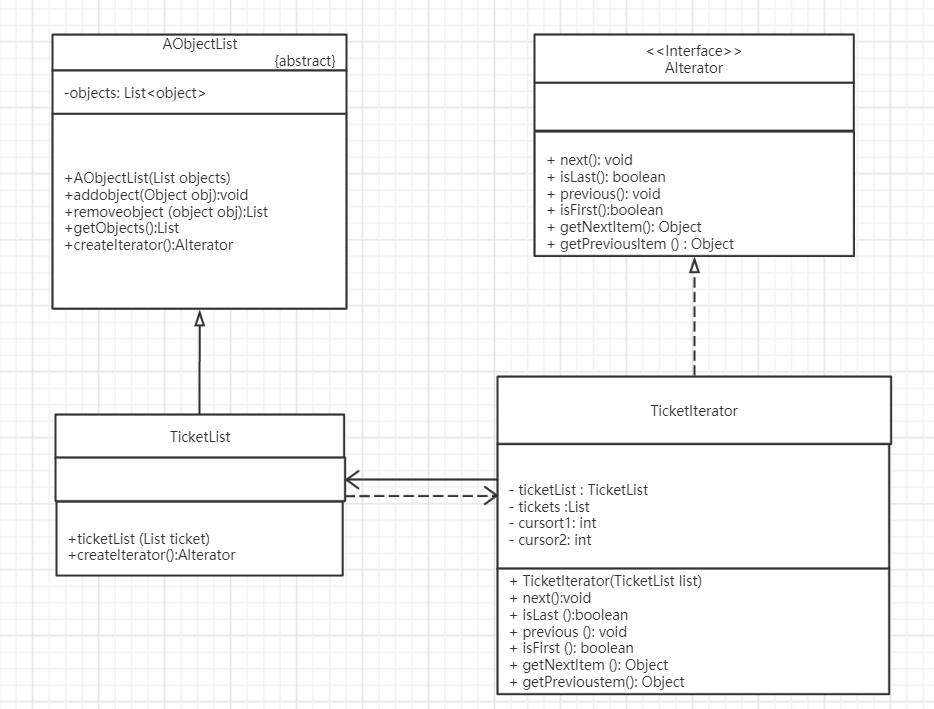 AObjectList
{abstract}
-objects: List<object>
+AObjectList(List objects)
+addobject(Object obj):void
+removeobject (object obj):List
+getObjects():List
+createIterator():AIterator
<<Interface>>
AIterator
+ next(): void
+ isLast(): boolean
+ previous(): void
+ isFirst():boolean
+ getNextItem(): Object
+ getPreviousItem () : Object
TicketList
+ticketList (List ticket)
+createIterator():AIterator
TicketIterator
- ticketList : TicketList
- tickets :List
- cursort1: int
- cursor2: int
+ TicketIterator(TicketList list)
+ next():void
+ isLast ():boolean
+ previous (): void
+ isFirst (): boolean
+ getNextItem (): Object
+ getPrevioustem(): Object